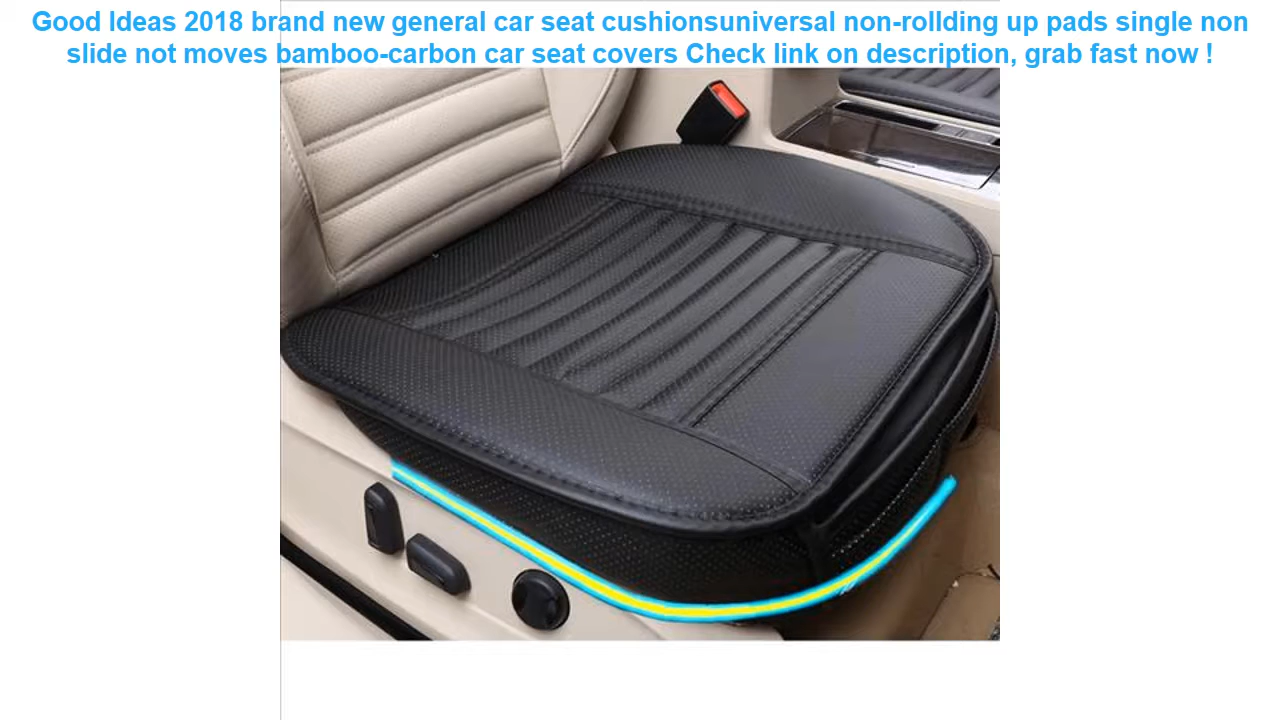 Good Ideas 2018 brand new general car seat cushionsuniversal non-rollding up pads single non
slide not moves bamboo-carbon car seat covers Check link on description, grab fast now !